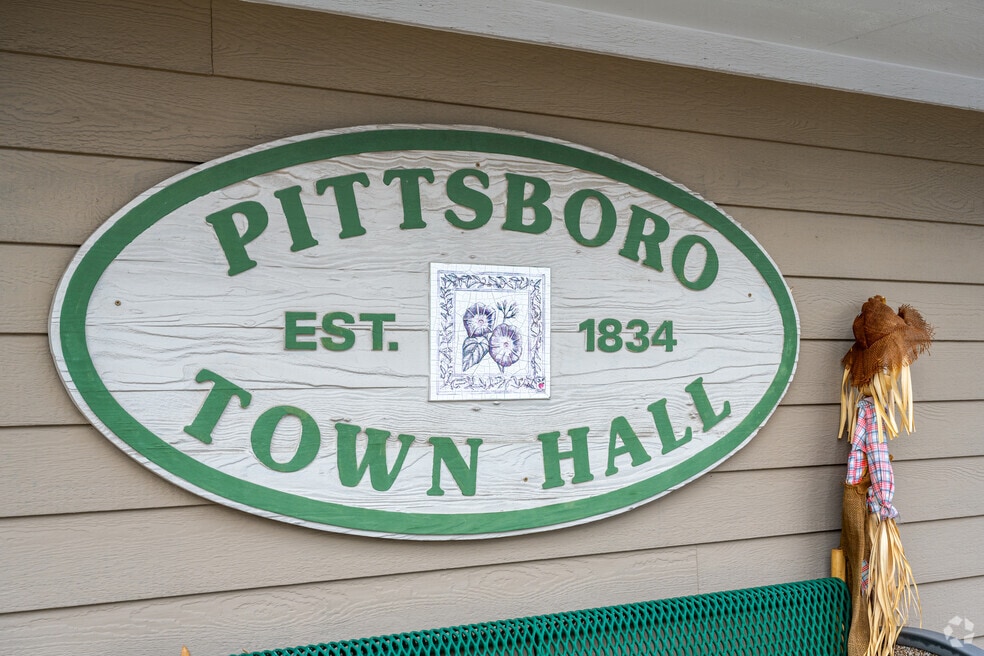 PITTSBORO
EST. 1834
TOWN HALL